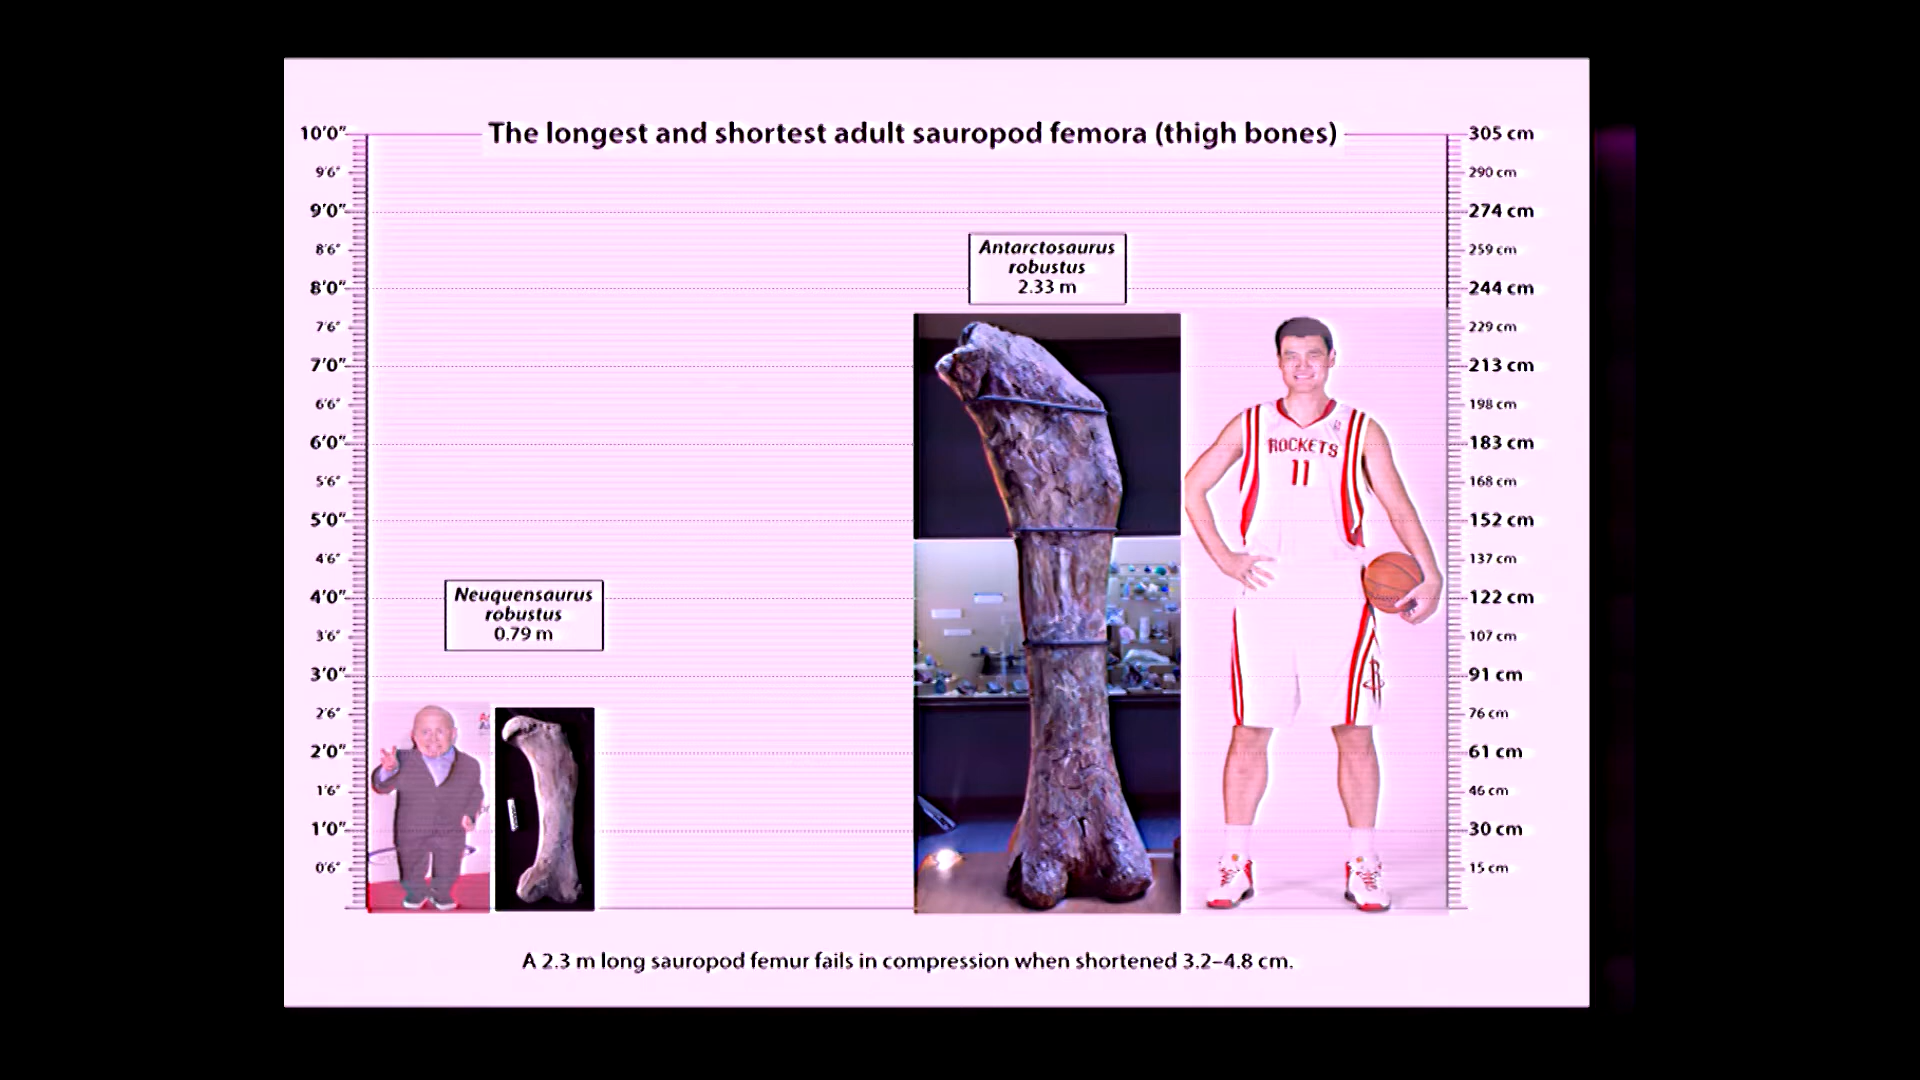 The longest and shortest adult sauropod femora (thigh bones)
10'0"
9'6"
9'0"
8'6"
8'0"
7'6"
7'0"
6'6"
6'0"
5'6"
5'0"
4'6"
4'0"
3'6"
3'0"
2'6"
2'0"
1'6"
1'0"
0'6"
305 cm
290 cm
274 cm
259 cm
244 cm
229 cm
213 cm
198 cm
183 cm
168 cm
152 cm
137 cm
122 cm
107 cm
91 cm
76 cm
61 cm
46 cm
30 cm
15 cm
Antarctosaurus
robustus
2.33 m
ROCKETS
11
Neuquensaurus
robustus
0.79 m
A 2.3 m long sauropod femur fails in compression when shortened 3.2–4.8 cm.